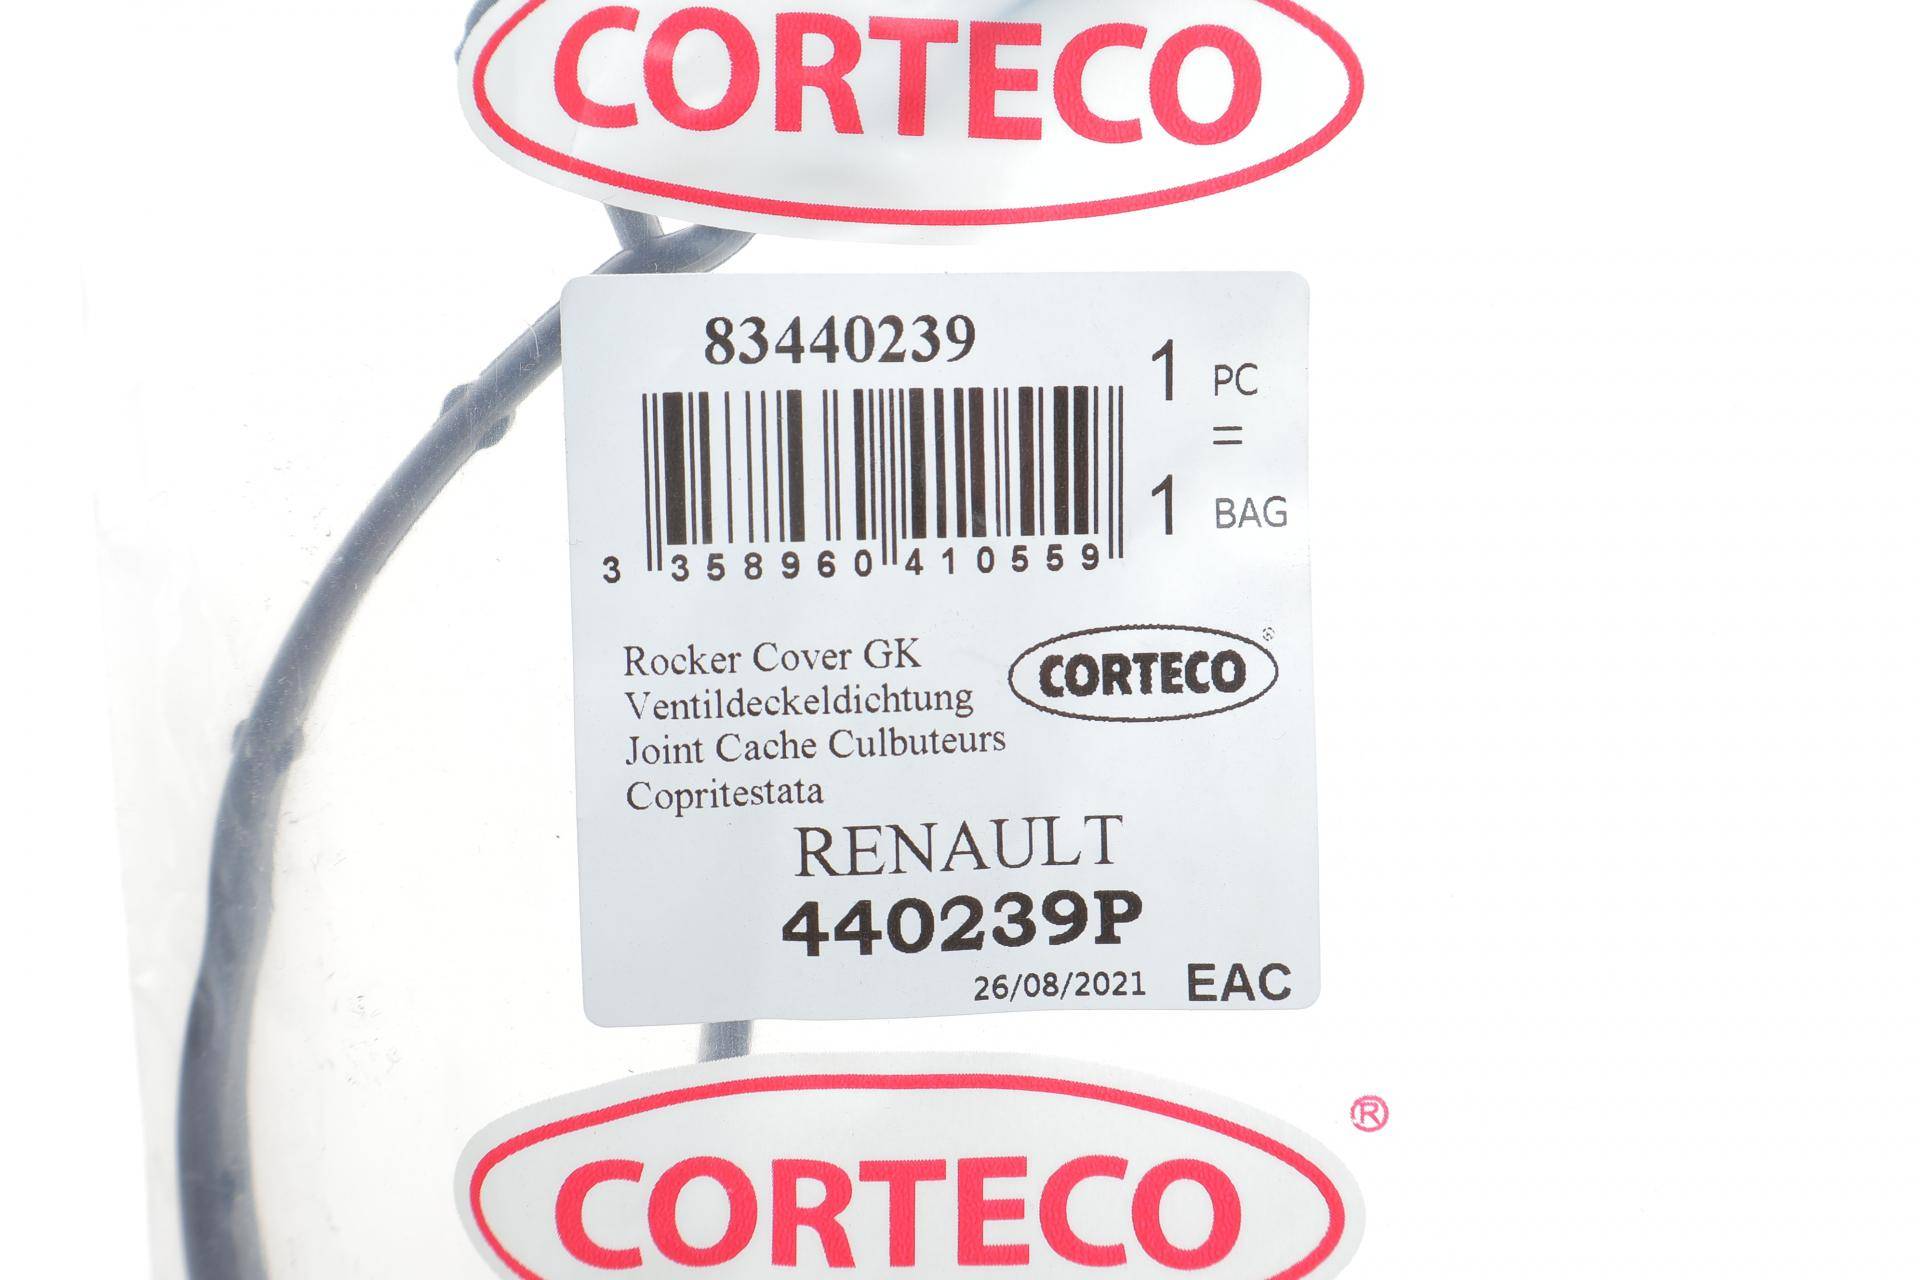 CORTECO
83440239
1 PC
=
1 BAG
3 358960 410559
Rocker Cover GK
CORTECO®
Ventildeckeldichtung
Joint Cache Culbuteurs
Copritestata
RENAULT
440239P
26/08/2021 EAC
®
CORTECO